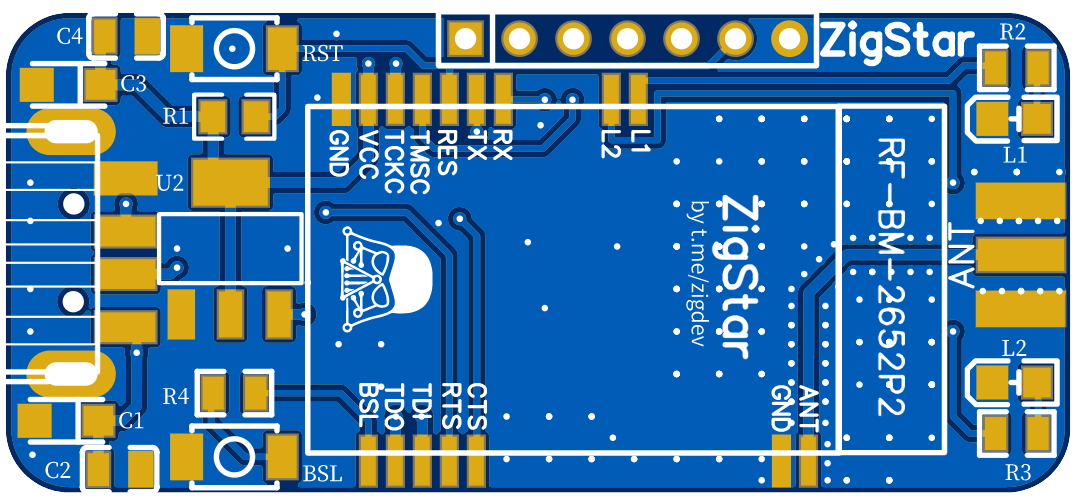 C4
RST
ZigStar
R2
C3
R1
L1
GND
VCC
TCKC
TMSC
RES
TX
RX
L2
L1
U2
ZigStar
by t.me/zigdev
RF-BM-2652P2
ANT
R4
BSL
TDO
TDI
RTS
CTS
GND
ANT
L2
C1
C2
BSL
R3